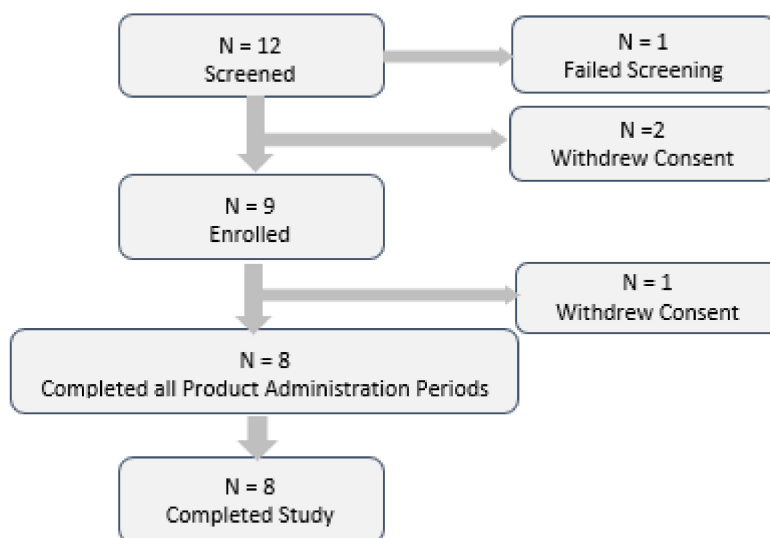 N = 12
Screened
N = 1
Failed Screening
N =2
Withdrew Consent
N = 9
Enrolled
N = 1
Withdrew Consent
N = 8
Completed all Product Administration Periods
N = 8
Completed Study